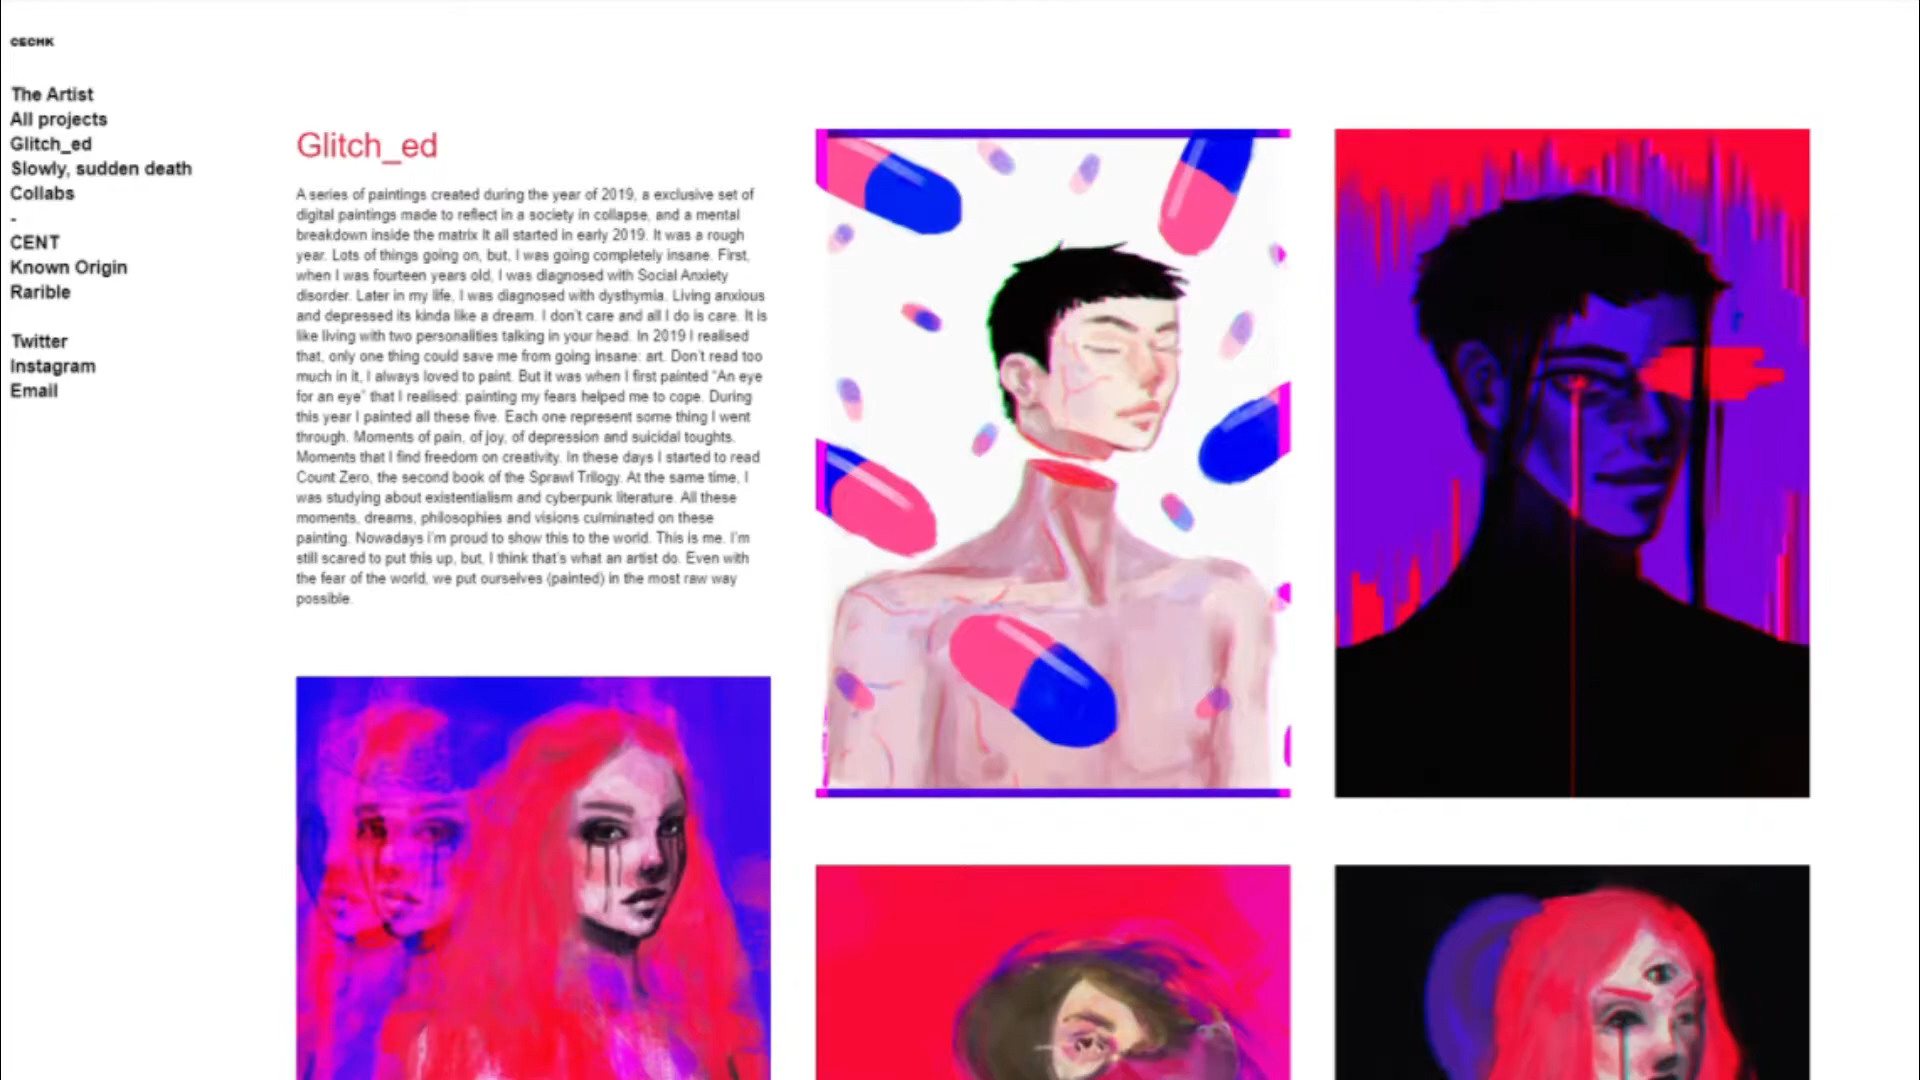 CECHK
The Artist
All projects
Glitch_ed
Slowly, sudden death
Collabs
-
CENT
Known Origin
Rarible
Twitter
Instagram
Email
Glitch_ed
A series of paintings created during the year of 2019, a exclusive set of
digital paintings made to reflect in a society in collapse, and a mental
breakdown inside the matrix It all started in early 2019. It was a rough
year. Lots of things going on, but, I was going completely insane. First,
when I was fourteen years old, I was diagnosed with Social Anxiety
disorder. Later in my life, I was diagnosed with dysthymia. Living anxious
and depressed its kinda like a dream. I don't care and all I do is care. It is
like living with two personalities talking in your head. In 2019 I realised
that, only one thing could save me from going insane: art. Don't read too
much in it, I always loved to paint. But it was when I first painted "An eye
for an eye" that I realised: painting my fears helped me to cope. During
this year I painted all these five. Each one represent some thing I went
through. Moments of pain, of joy, of depression and suicidal toughts.
Moments that I find freedom on creativity. In these days I started to read
Count Zero, the second book of the Sprawl Trilogy. At the same time, I
was studying about existentialism and cyberpunk literature. All these
moments, dreams, philosophies and visions culminated on these
painting. Nowadays i'm proud to show this to the world. This is me. I'm
still scared to put this up, but, I think that's what an artist do. Even with
the fear of the world, we put ourselves (painted) in the most raw way
possible.